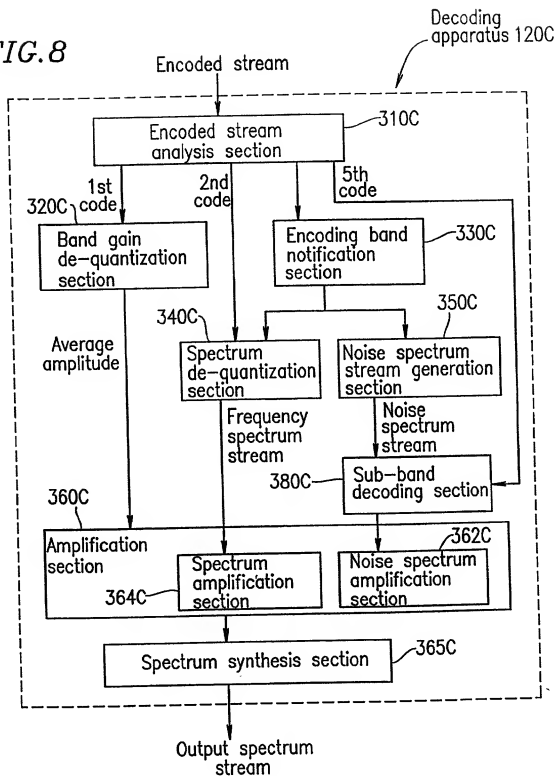 FIG.8
Decoding
apparatus 120C
Encoded stream
310C
Encoded stream
analysis section
1st
code
2nd
code
5th
code
320C
Band gain
de-quantization
section
Encoding band
notification
section
330C
340C
350C
Average
amplitude
Spectrum
de-quantization
section
Noise spectrum
stream generation
section
Frequency
spectrum
stream
Noise
spectrum
stream
380C
Sub-band
decoding section
360C
Amplification
section
362C
364C
Spectrum
amplification
section
Noise spectrum
amplification
section
Spectrum synthesis section
365C
Output spectrum
stream